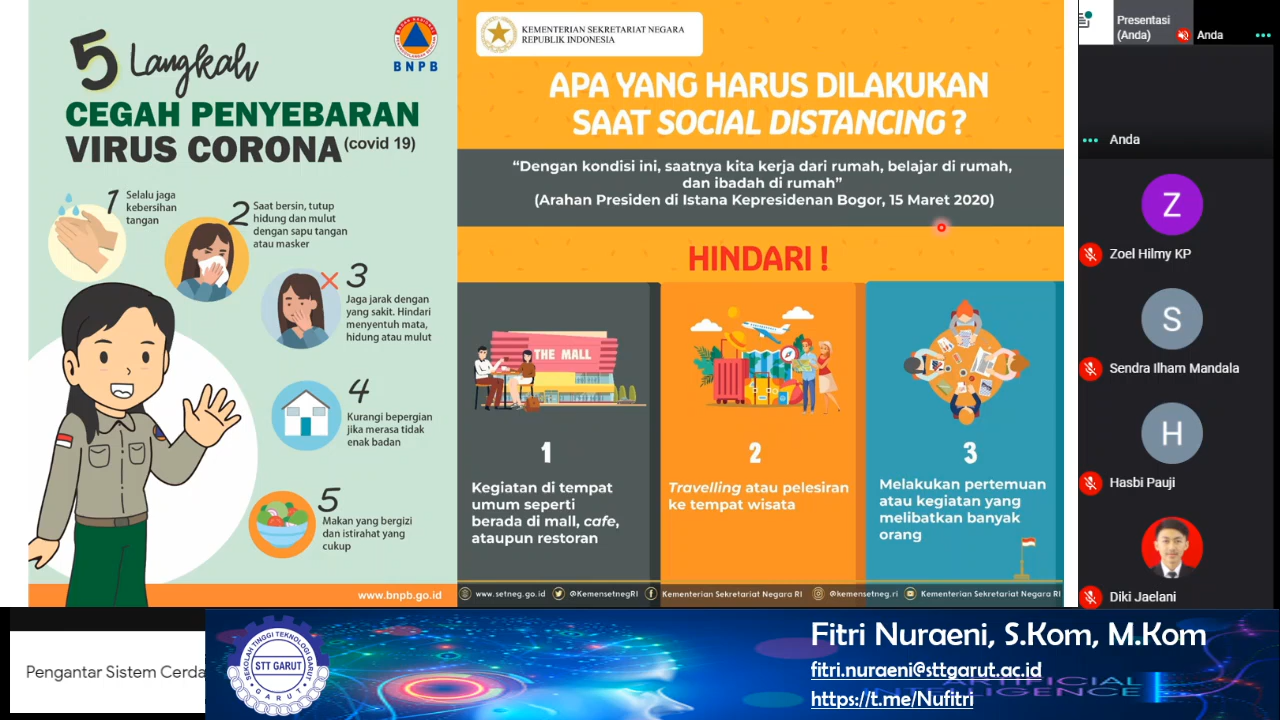 5 Langkah
CEGAH PENYEBARAN
VIRUS CORONA (covid 19)
BNPB
1
Selalu jaga
kebersihan
tangan
2
Saat bersin, tutup
hidung dan mulut
dengan sapu tangan
atau masker
3
Jaga jarak dengan
yang sakit. Hindari
menyentuh mata,
hidung atau mulut
4
Kurangi bepergian
jika merasa tidak
enak badan
5
Makan yang bergizi
dan istirahat yang
cukup
www.bnpb.go.id
KEMENTERIAN SEKRETARIAT NEGARA
REPUBLIK INDONESIA
APA YANG HARUS DILAKUKAN
SAAT SOCIAL DISTANCING ?
“Dengan kondisi ini, saatnya kita kerja dari rumah, belajar di rumah,
dan ibadah di rumah”
(Arahan Presiden di Istana Kepresidenan Bogor, 15 Maret 2020)
HINDARI !
THE MALL
1
Kegiatan di tempat
umum seperti
berada di mall, cafe,
ataupun restoran
2
Travelling atau pelesiran
ke tempat wisata
3
Melakukan pertemuan
atau kegiatan yang
melibatkan banyak
orang
www.setneg.go.id @KemensetnegRI Kementerian Sekretariat Negara RI @kemensetneg.ri Kementerian Sekretariat Negara RI
Presentasi
(Anda)
Anda
Anda
Z
Zoel Hilmy KP
S
Sendra Ilham Mandala
H
Hasbi Pauji
Diki Jaelani
Pengantar Sistem Cerda
SEKOLAH TINGGI TEKNOLOGI GARUT
STT GARUT
GARUT
Fitri Nuraeni, S.Kom, M.Kom
fitri.nuraeni@sttgarut.ac.id
https://t.me/Nufitri
ARTIFICIAL
INTELLIGENCE